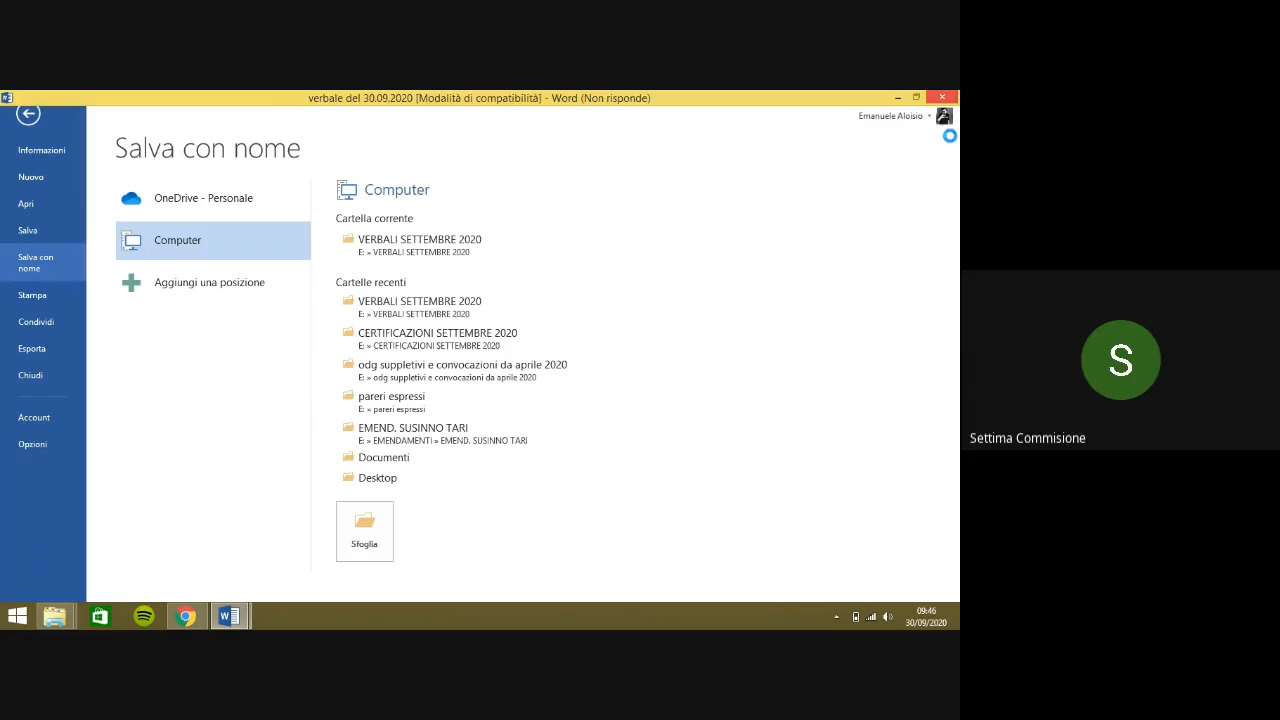 verbale del 30.09.2020 [Modalità di compatibilità] - Word (Non risponde)
Emanuele Aloisio
Informazioni
Nuovo
Apri
Salva
Salva con
nome
Stampa
Condividi
Esporta
Chiudi
Account
Opzioni
Salva con nome
OneDrive - Personale
Computer
Aggiungi una posizione
Computer
Cartella corrente
VERBALI SETTEMBRE 2020
E: » VERBALI SETTEMBRE 2020
Cartelle recenti
VERBALI SETTEMBRE 2020
E: » VERBALI SETTEMBRE 2020
CERTIFICAZIONI SETTEMBRE 2020
E: » CERTIFICAZIONI SETTEMBRE 2020
odg suppletivi e convocazioni da aprile 2020
E: » odg suppletivi e convocazioni da aprile 2020
pareri espressi
E: » pareri espressi
EMEND. SUSINNO TARI
E: » EMENDAMENTI » EMEND. SUSINNO TARI
Documenti
Desktop
Sfoglia
09:46
30/09/2020
S
Settima Commisione